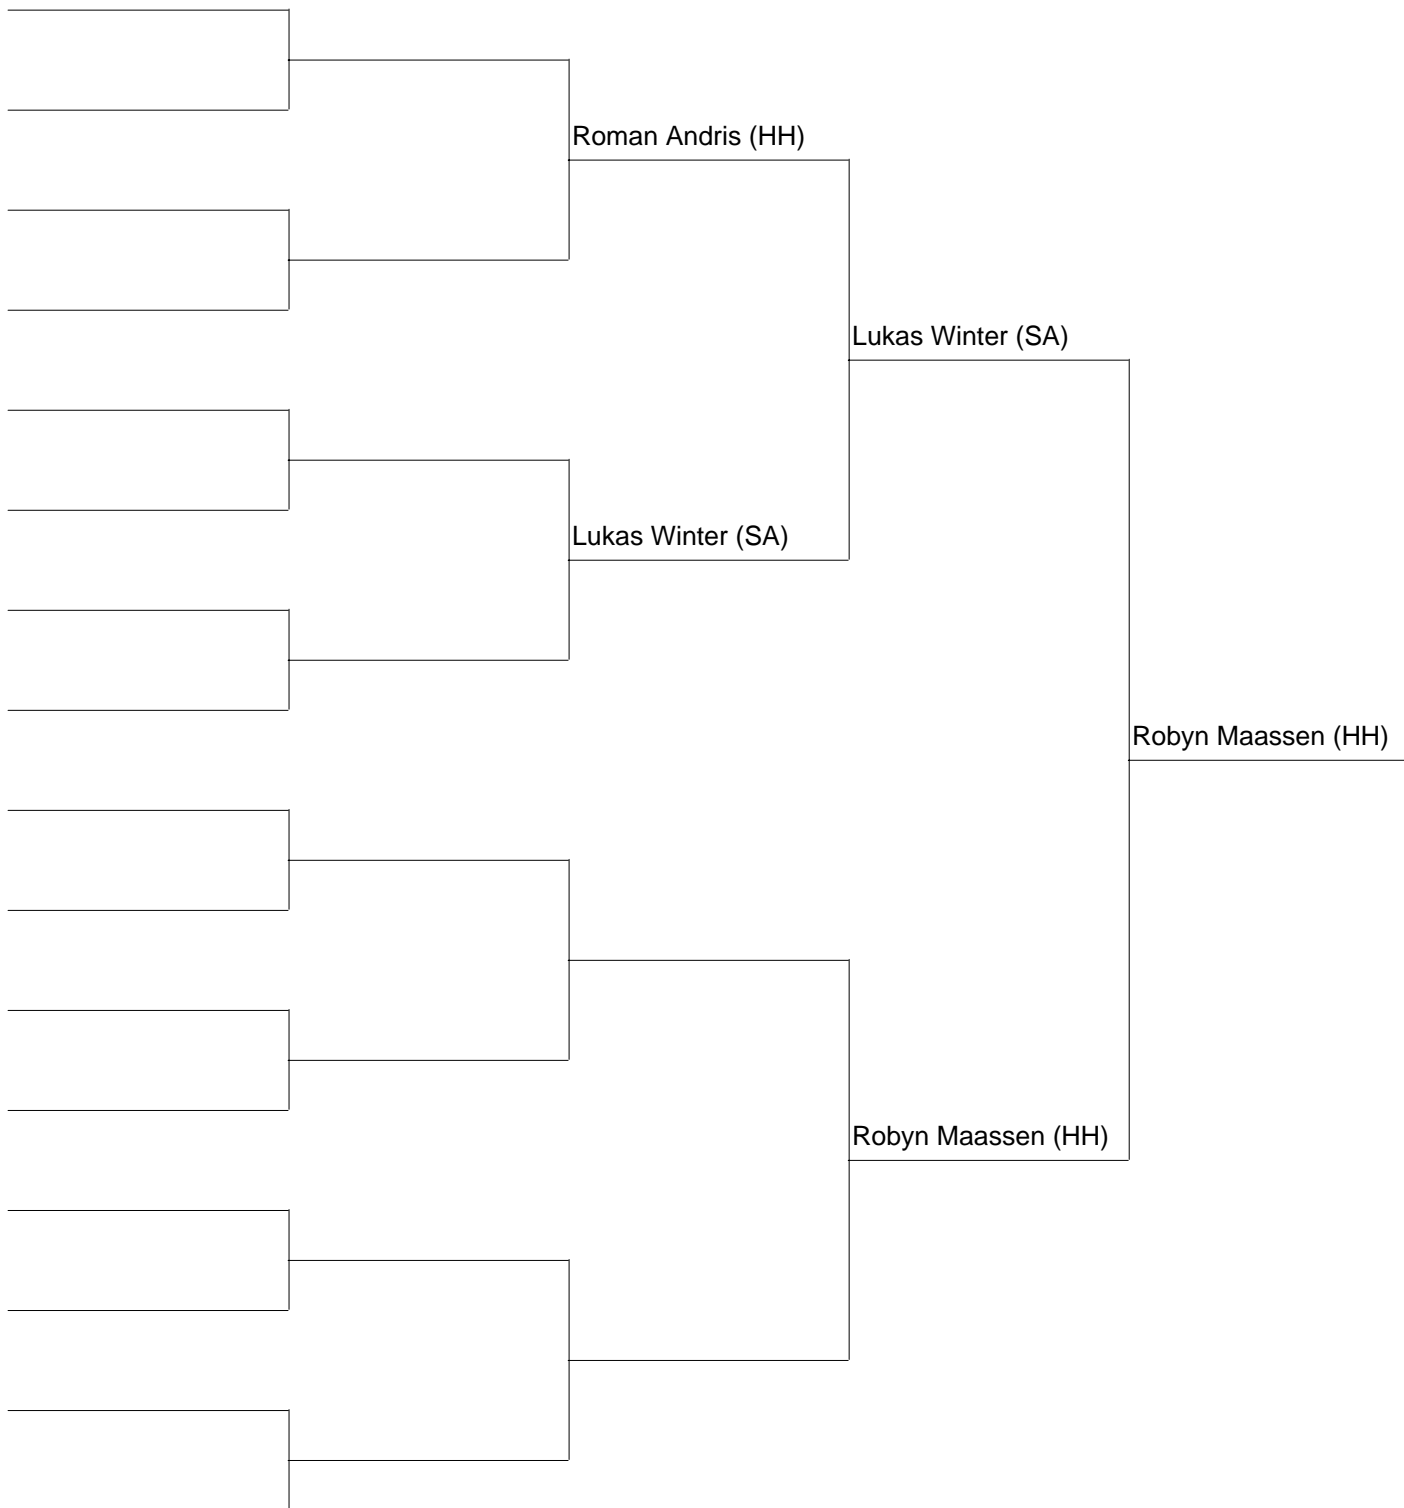 Roman Andris (HH)
Lukas Winter (SA)
Lukas Winter (SA)
Robyn Maassen (HH)
Robyn Maassen (HH)